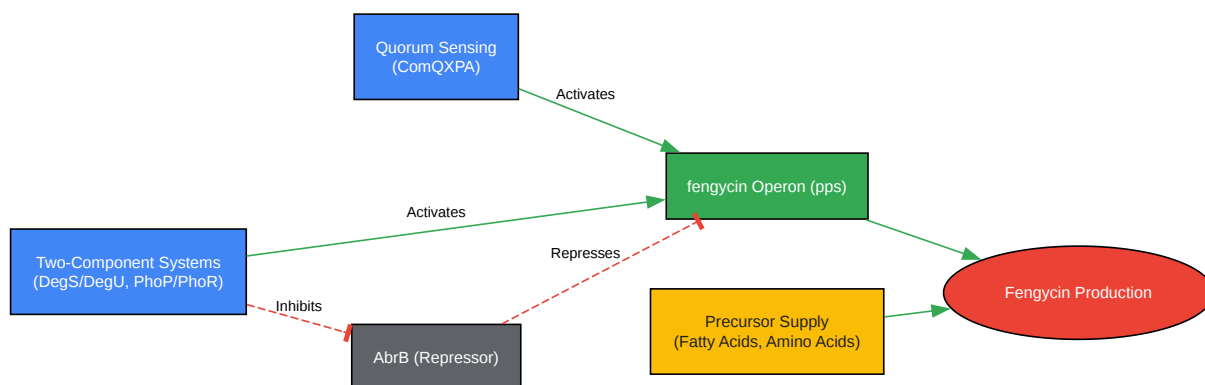 Quorum Sensing
(ComQXPA)
Activates
fengycin Operon (pps)
Activates
Two-Component Systems
(DegS/DegU, PhoP/PhoR)
Represses
Inhibits
Fengycin Production
Precursor Supply
(Fatty Acids, Amino Acids)
AbrB (Repressor)